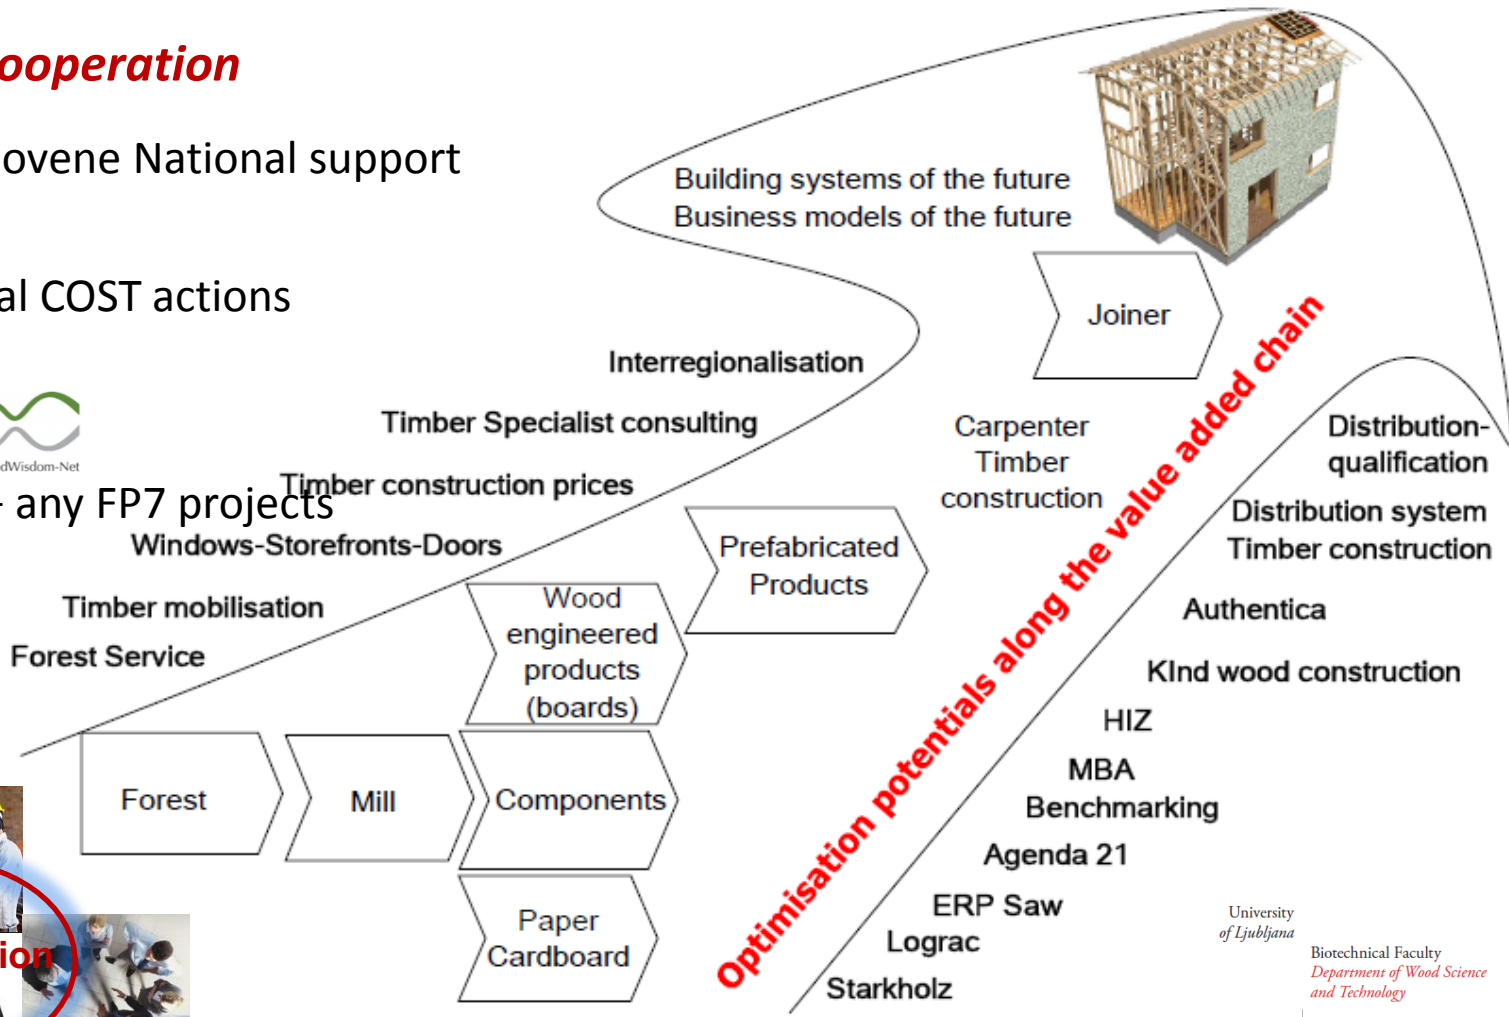 ooperation
ovene National support
al COST actions
dWisdom-Net
any FP7 projects
Building systems of the future
Business models of the future
Joiner
Interregionalisation
Timber Specialist consulting
Timber construction prices
Windows-Storefronts-Doors
Timber mobilisation
Forest Service
Carpenter
Timber
construction
Prefabricated
Products
Wood
engineered
products
(boards)
Forest
Mill
Components
Paper
Cardboard
Optimisation potentials along the value added chain
Distribution-
qualification
Distribution system
Timber construction
Authentica
KInd wood construction
HIZ
MBA
Benchmarking
Agenda 21
ERP Saw
Lograc
Starkholz
ion
University
of Ljubljana
Biotechnical Faculty
Department of Wood Science
and Technology